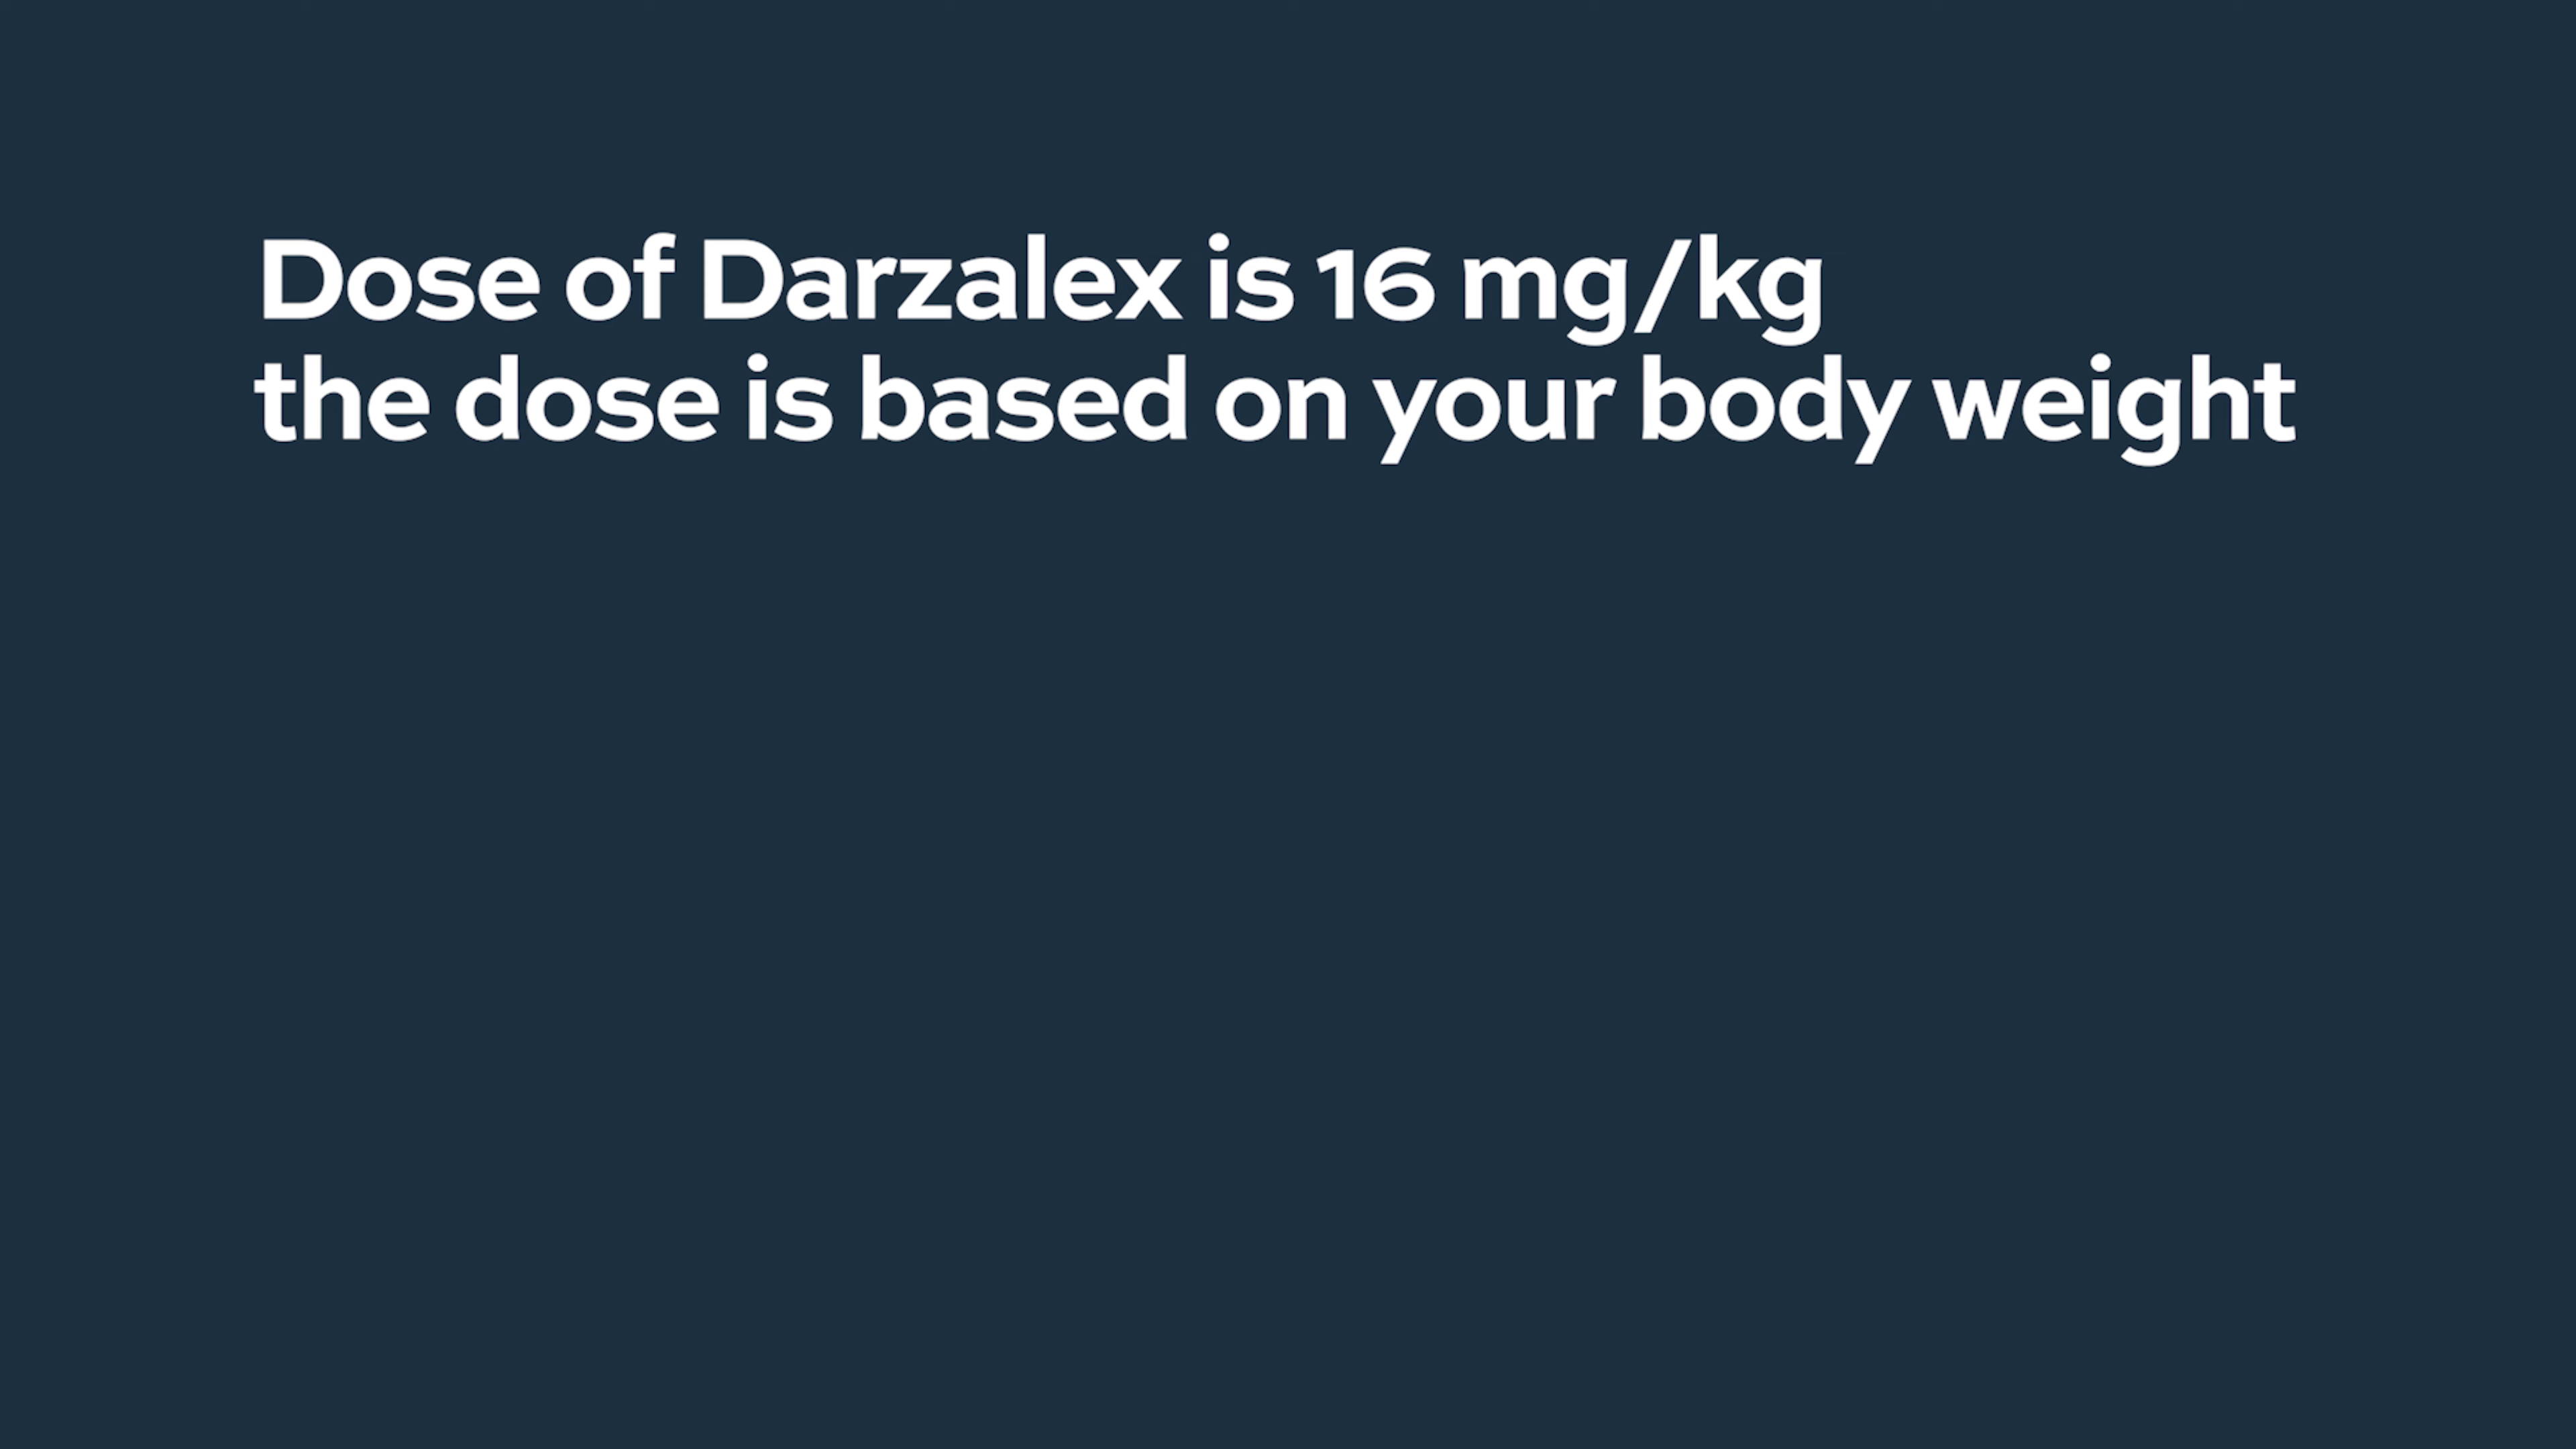 Dose of Darzalex is 16 mg/kg
the dose is based on your body weight